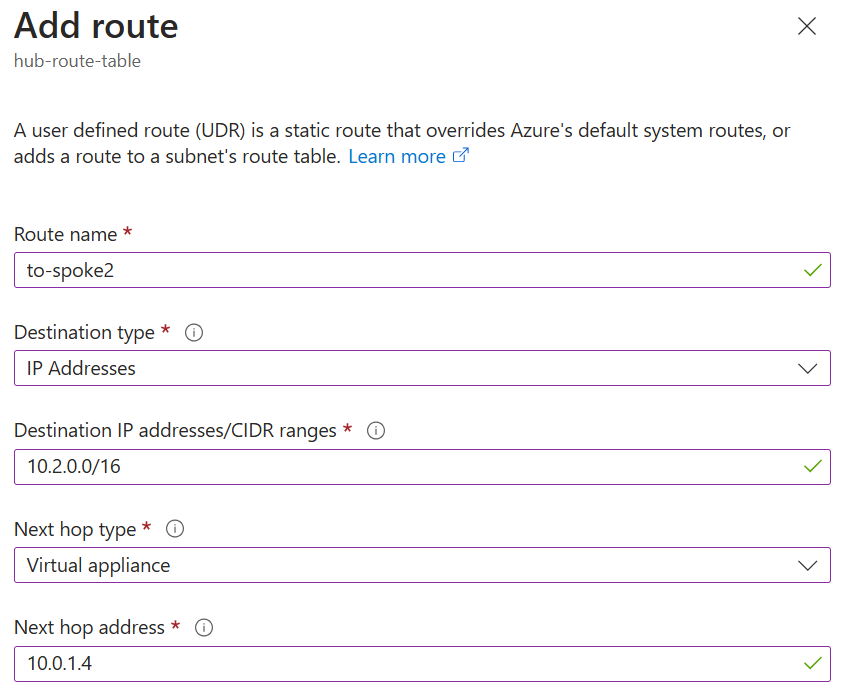 Add route
hub-route-table
A user defined route (UDR) is a static route that overrides Azure's default system routes, or
adds a route to a subnet's route table. Learn more
Route name *
to-spoke2
Destination type *
IP Addresses
Destination IP addresses/CIDR ranges *
10.2.0.0/16
Next hop type *
Virtual appliance
Next hop address *
10.0.1.4